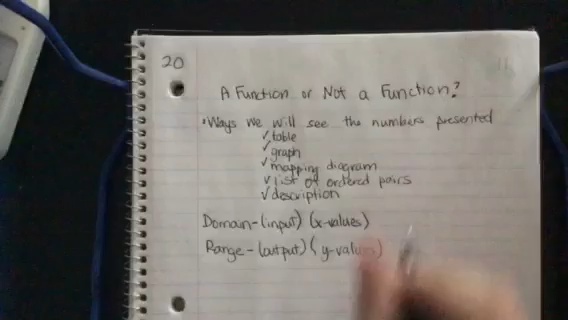 20
A Function or Not a Function?
•Ways we will see the numbers presented
✓table
✓graph
✓mapping diagram
✓list of ordered pairs
✓description
Domain-(input) (x-values)
Range-(output) (y-values)